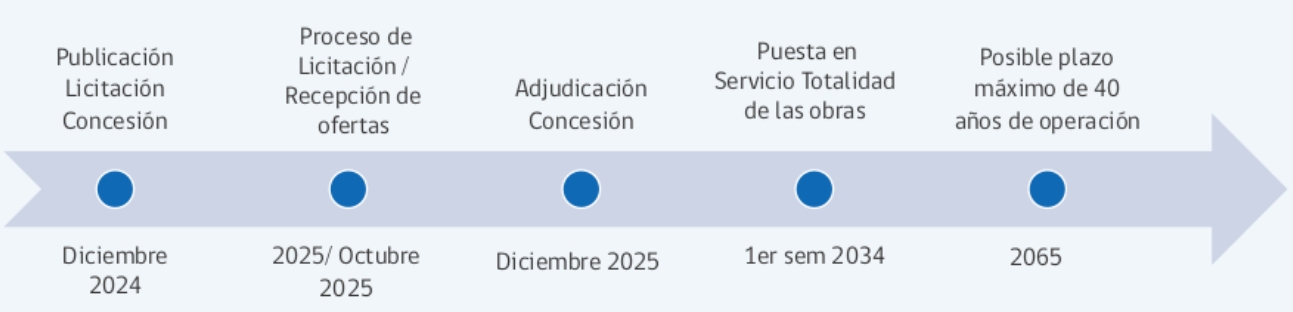 Publicación
Licitación
Concesión
Proceso de
Licitación /
Recepción de
ofertas
Adjudicación
Concesión
Puesta en
Servicio Totalidad
de las obras
Posible plazo
máximo de 40
años de operación
Diciembre
2024
2025/ Octubre
2025
Diciembre 2025
1er sem 2034
2065